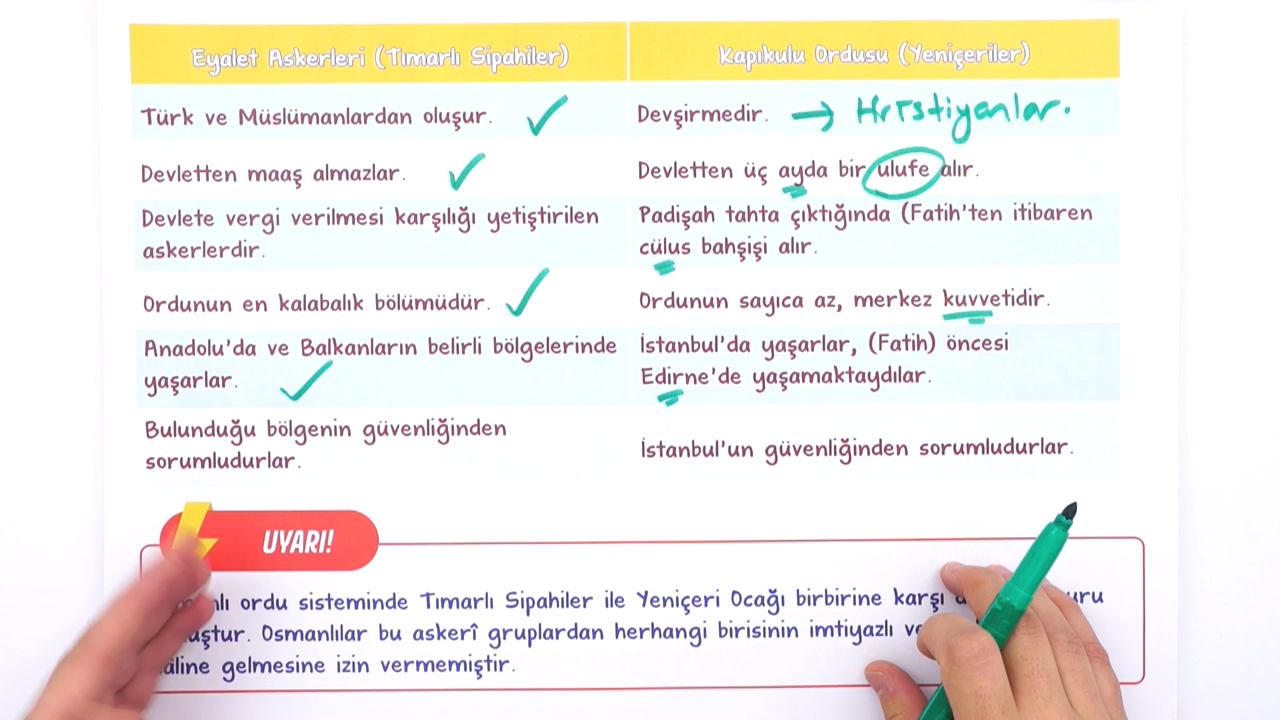 Eyalet Askerleri (Tımarlı Sipahiler)
Kapıkulu Ordusu (Yeniçeriler)
Türk ve Müslümanlardan oluşur.
Devşirmedir. → Hristiyanlar.
Devletten maaş almazlar.
Devletten üç ayda bir ulufe alır.
Devlete vergi verilmesi karşılığı yetiştirilen
askerlerdir.
Padişah tahta çıktığında (Fatih'ten itibaren
cülus bahşişi alır.
Ordunun en kalabalık bölümüdür.
Ordunun sayıca az, merkez kuvvetidir.
Anadolu'da ve Balkanların belirli bölgelerinde
yaşarlar.
İstanbul'da yaşarlar, (Fatih) öncesi
Edirne'de yaşamaktaydılar.
Bulunduğu bölgenin güvenliğinden
sorumludurlar.
İstanbul'un güvenliğinden sorumludurlar.
UYARI!
ordu sisteminde Tımarlı Sipahiler ile Yeniçeri Ocağı birbirine karşı
Osmanlılar bu askerî gruplardan herhangi birisinin imtiyazlı
gelmesine izin vermemiştir.